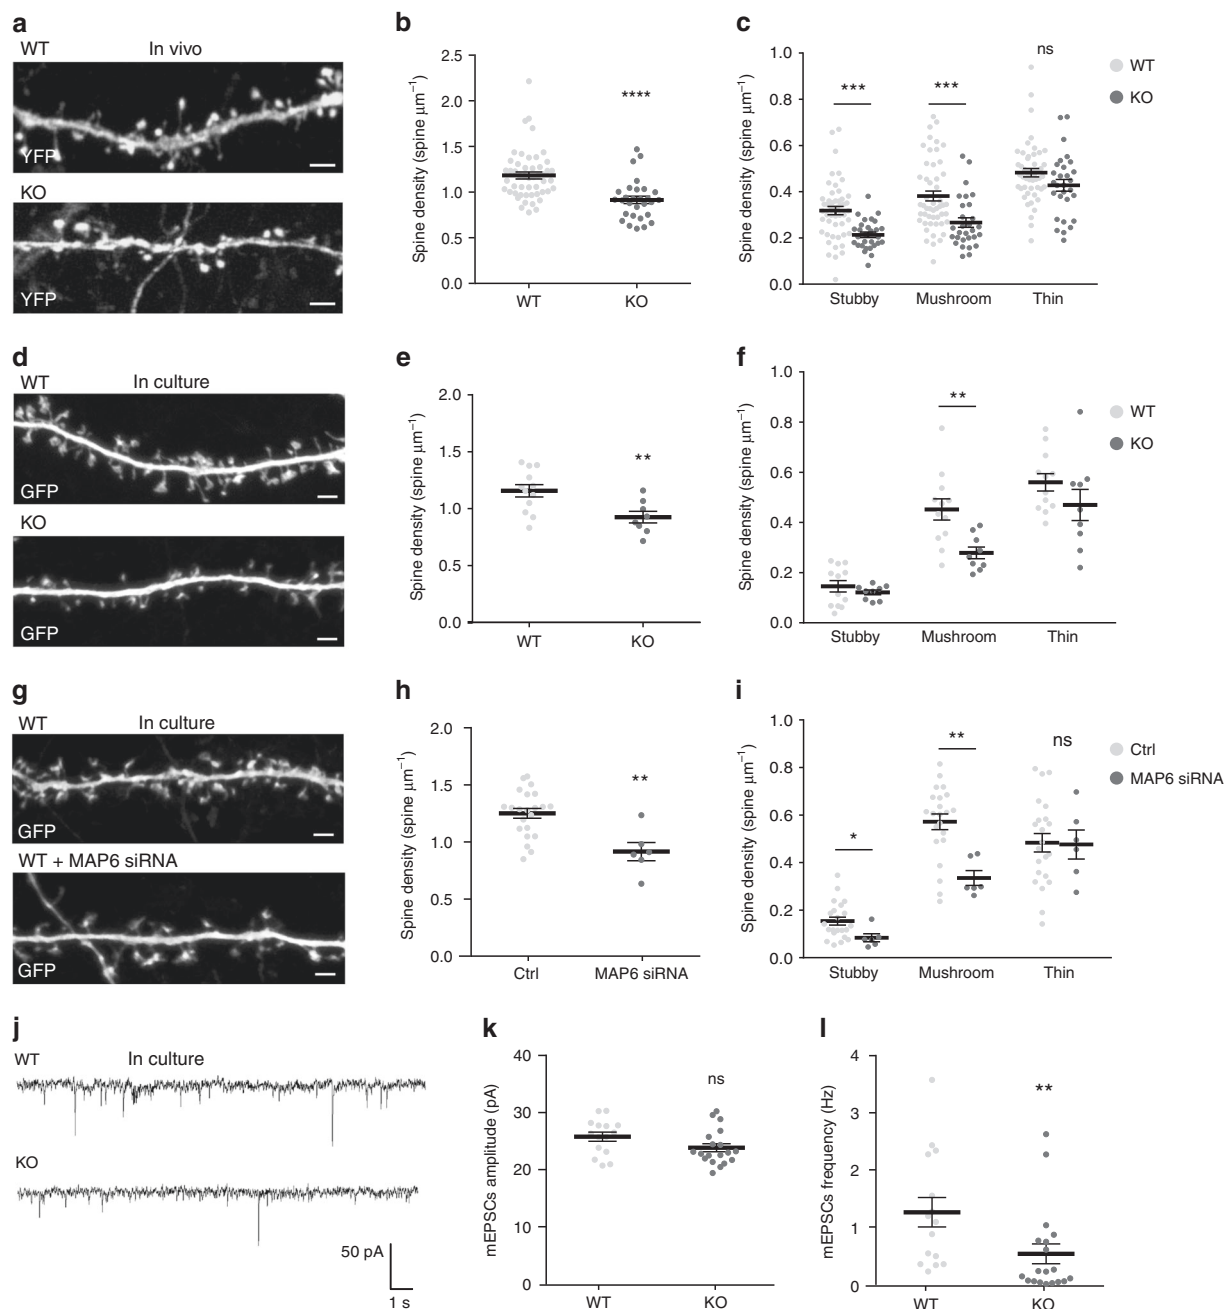 a
WT In vivo
YFP
KO
YFP
b
Spine density (spine μm⁻¹)
2.5
2.0
1.5
1.0
0.5
0.0
****
WT KO
c
Spine density (spine μm⁻¹)
1.0
0.8
0.6
0.4
0.2
0.0
*** *** ns
Stubby Mushroom Thin
WT
KO
d
WT In culture
GFP
KO
GFP
e
Spine density (spine μm⁻¹)
2.0
1.5
1.0
0.5
0.0
**
WT KO
f
Spine density (spine μm⁻¹)
1.0
0.8
0.6
0.4
0.2
0.0
**
Stubby Mushroom Thin
WT
KO
g
WT In culture
GFP
WT + MAP6 siRNA
GFP
h
Spine density (spine μm⁻¹)
2.0
1.5
1.0
0.5
0.0
**
Ctrl MAP6 siRNA
i
Spine density (spine μm⁻¹)
1.0
0.8
0.6
0.4
0.2
0.0
* ** ns
Stubby Mushroom Thin
Ctrl
MAP6 siRNA
j
WT In culture
KO
50 pA
1 s
k
mEPSCs amplitude (pA)
40
30
20
10
0
ns
WT KO
l
mEPSCs frequency (Hz)
4
3
2
1
0
**
WT KO